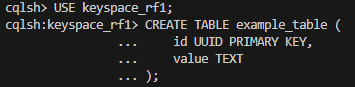 cqlsh> USE keyspace_rf1;
cqlsh:keyspace_rf1> CREATE TABLE example_table (
                ...     id UUID PRIMARY KEY,
                ...     value TEXT
                ... );